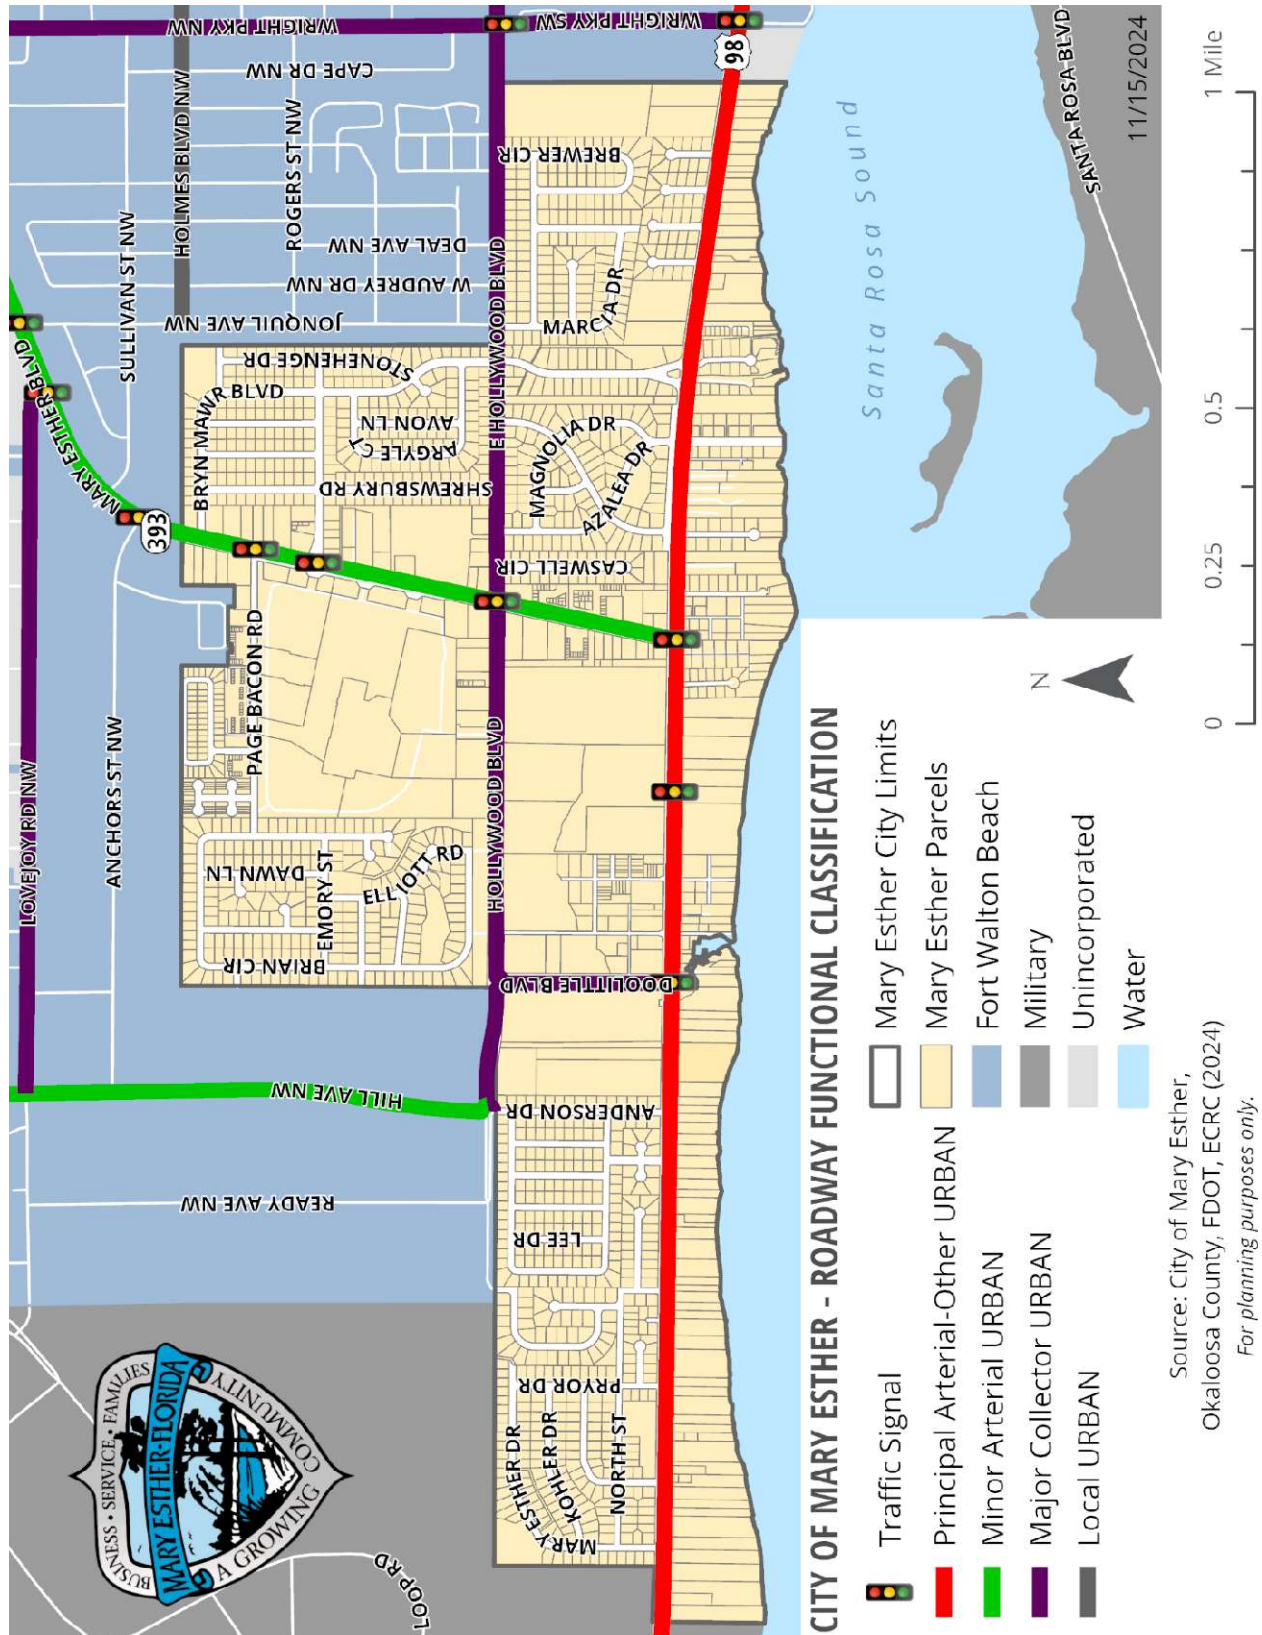 LOVEJOY RD NW
MARY ESTHER BLVD
393
SULLIVAN ST NW
ANCHORS ST NW
HOLMES BLVD NW
WRIGHT PKY NW
WRIGHT PKY SW
CAPE DR NW
ROGERS ST NW
DEAL AVE NW
W AUDREY DR NW
JONQUIL AVE NW
STONEHENGE DR
BRYN MAWR BLVD
AVON LN
ARGYLE CT
SHREWSBURY RD
PAGE BACON RD
DAWN LN
EMORY ST
ELLIOTT RD
BRIAN CIR
HILL AVE NW
READY AVE NW
HOLLYWOOD BLVD
E HOLLYWOOD BLVD
BREWER CIR
MARCIA DR
MAGNOLIA DR
AZALEA DR
CASWELL CIR
DOOLITTLE BLVD
ANDERSON DR
LEE DR
PRYOR DR
MARY ESTHER DR
KOHLER DR
NORTH ST
LOOP RD
98
Santa Rosa Sound
SANTA ROSA BLVD
11/15/2024
BUSINESS • SERVICE • FAMILIES
MARY ESTHER-FLORIDA
A GROWING COMMUNITY
CITY OF MARY ESTHER - ROADWAY FUNCTIONAL CLASSIFICATION
Traffic Signal
Principal Arterial-Other URBAN
Minor Arterial URBAN
Major Collector URBAN
Local URBAN
Mary Esther City Limits
Mary Esther Parcels
Fort Walton Beach
Military
Unincorporated
Water
N
0 0.25 0.5 1 Mile
Source: City of Mary Esther,
Okaloosa County, FDOT, ECRC (2024)
For planning purposes only.